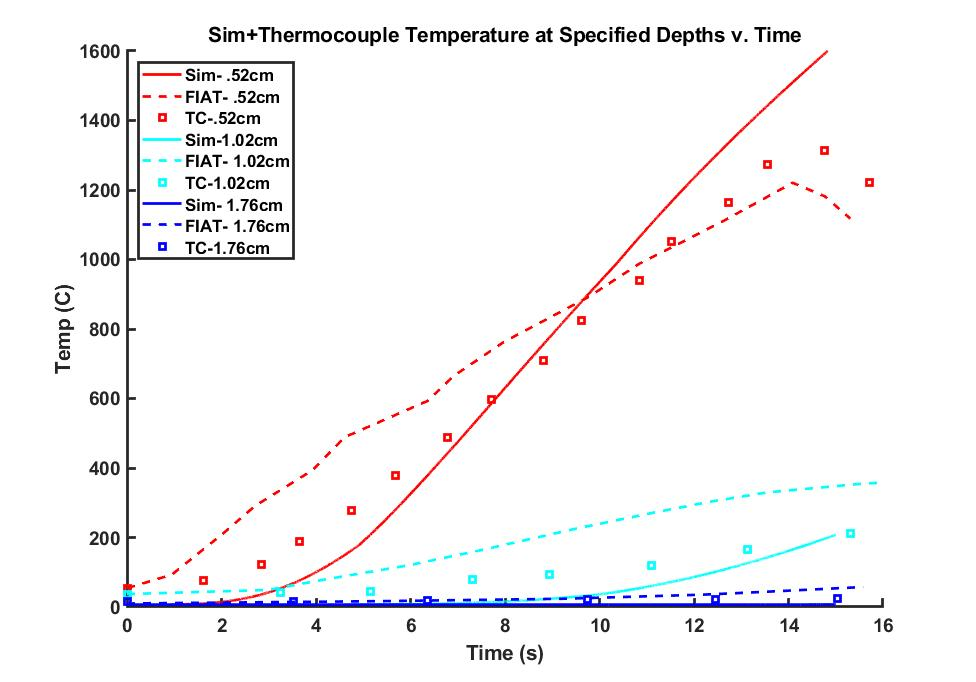 Sim+Thermocouple Temperature at Specified Depths v. Time
1600
1400
1200
1000
800
600
400
200
0
Temp (C)
Sim- .52cm
FIAT- .52cm
TC-.52cm
Sim-1.02cm
FIAT- 1.02cm
TC-1.02cm
Sim- 1.76cm
FIAT- 1.76cm
TC-1.76cm
0 2 4 6 8 10 12 14 16
Time (s)